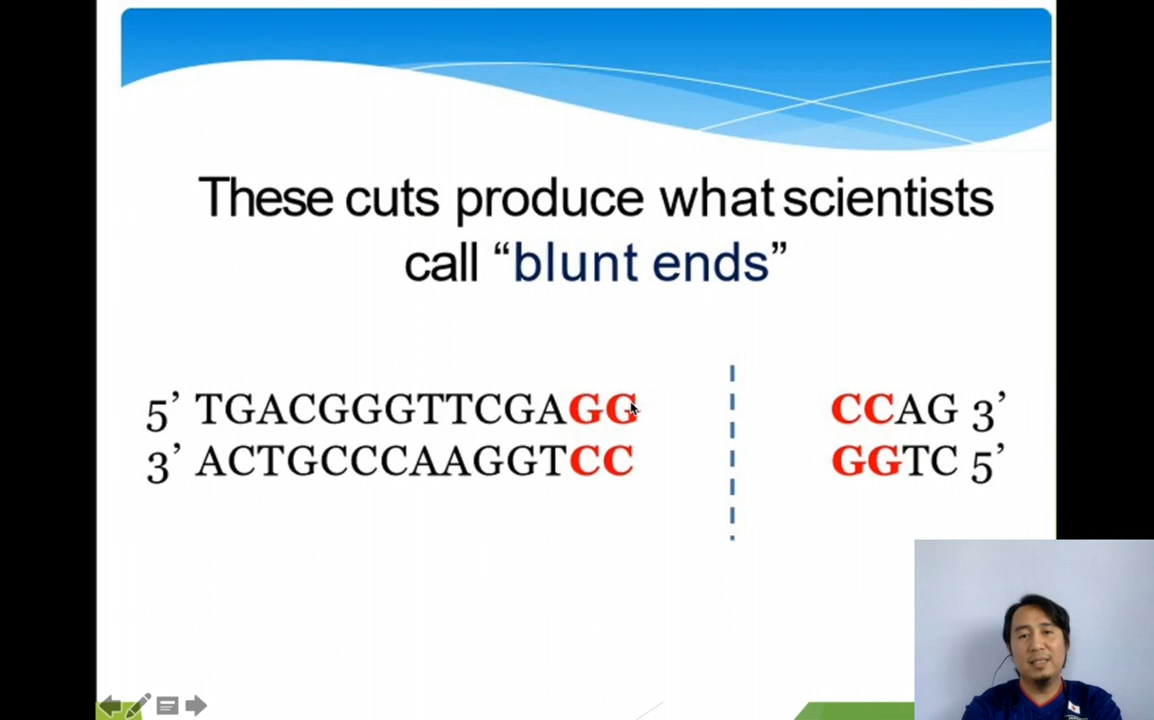 These cuts produce what scientists
call “blunt ends”
5’ TGACGGGTTCGAGG CCAG 3’
3’ ACTGCCCAAGGTCC GGTC 5’